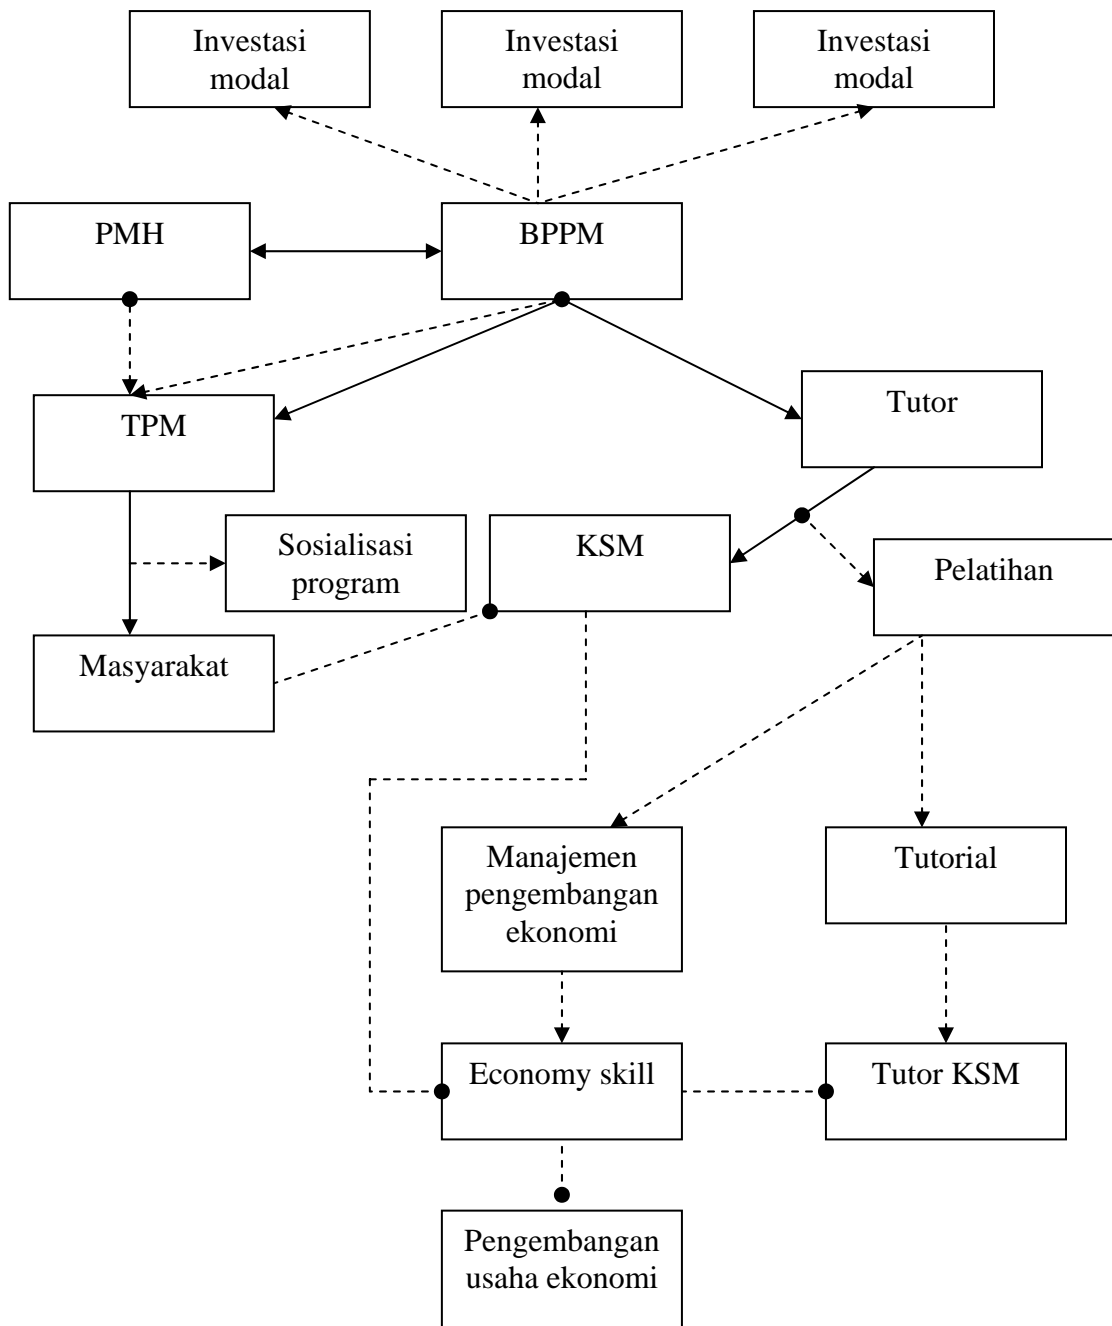 Investasi
modal
Investasi
modal
Investasi
modal
PMH
BPPM
TPM
Tutor
Sosialisasi
program
KSM
Pelatihan
Masyarakat
Manajemen
pengembangan
ekonomi
Tutorial
Economy skill
Tutor KSM
Pengembangan
usaha ekonomi